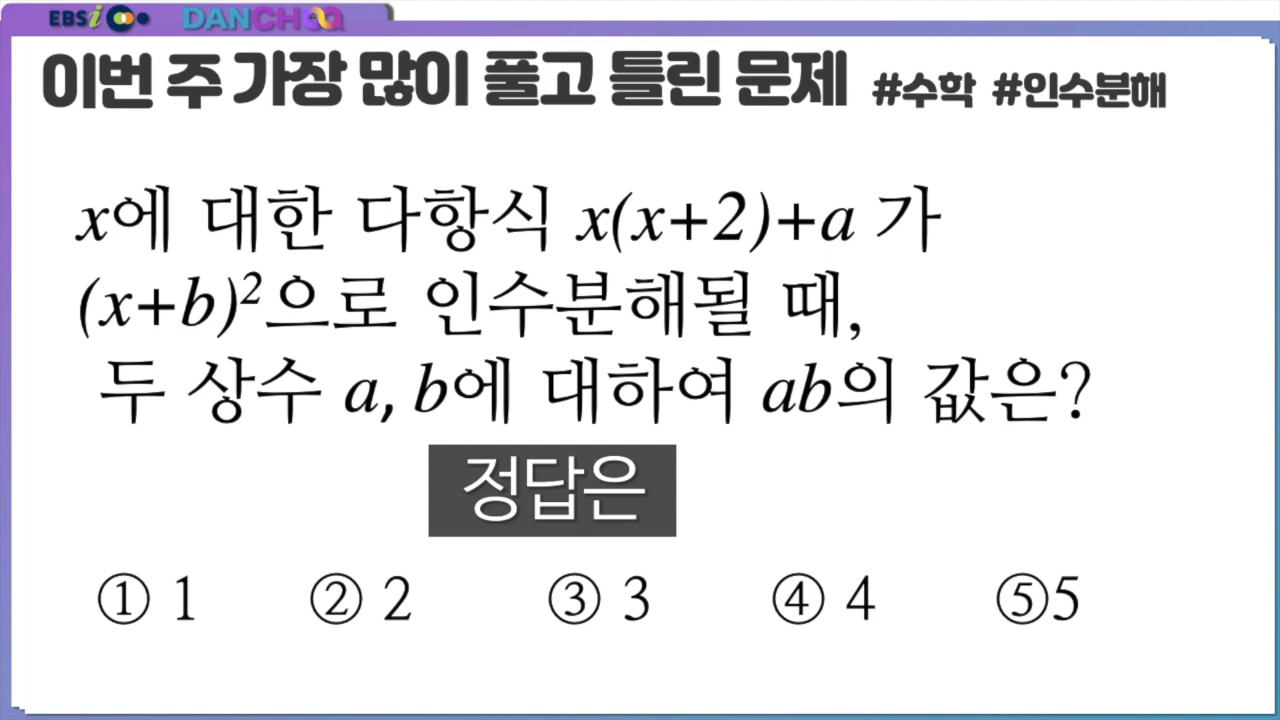 EBSi DANCHOQ
이번 주 가장 많이 풀고 틀린 문제 #수학 #인수분해
x에 대한 다항식 x(x+2)+a 가
(x+b)²으로 인수분해될 때,
두 상수 a, b에 대하여 ab의 값은?
정답은
① 1 ② 2 ③ 3 ④ 4 ⑤5